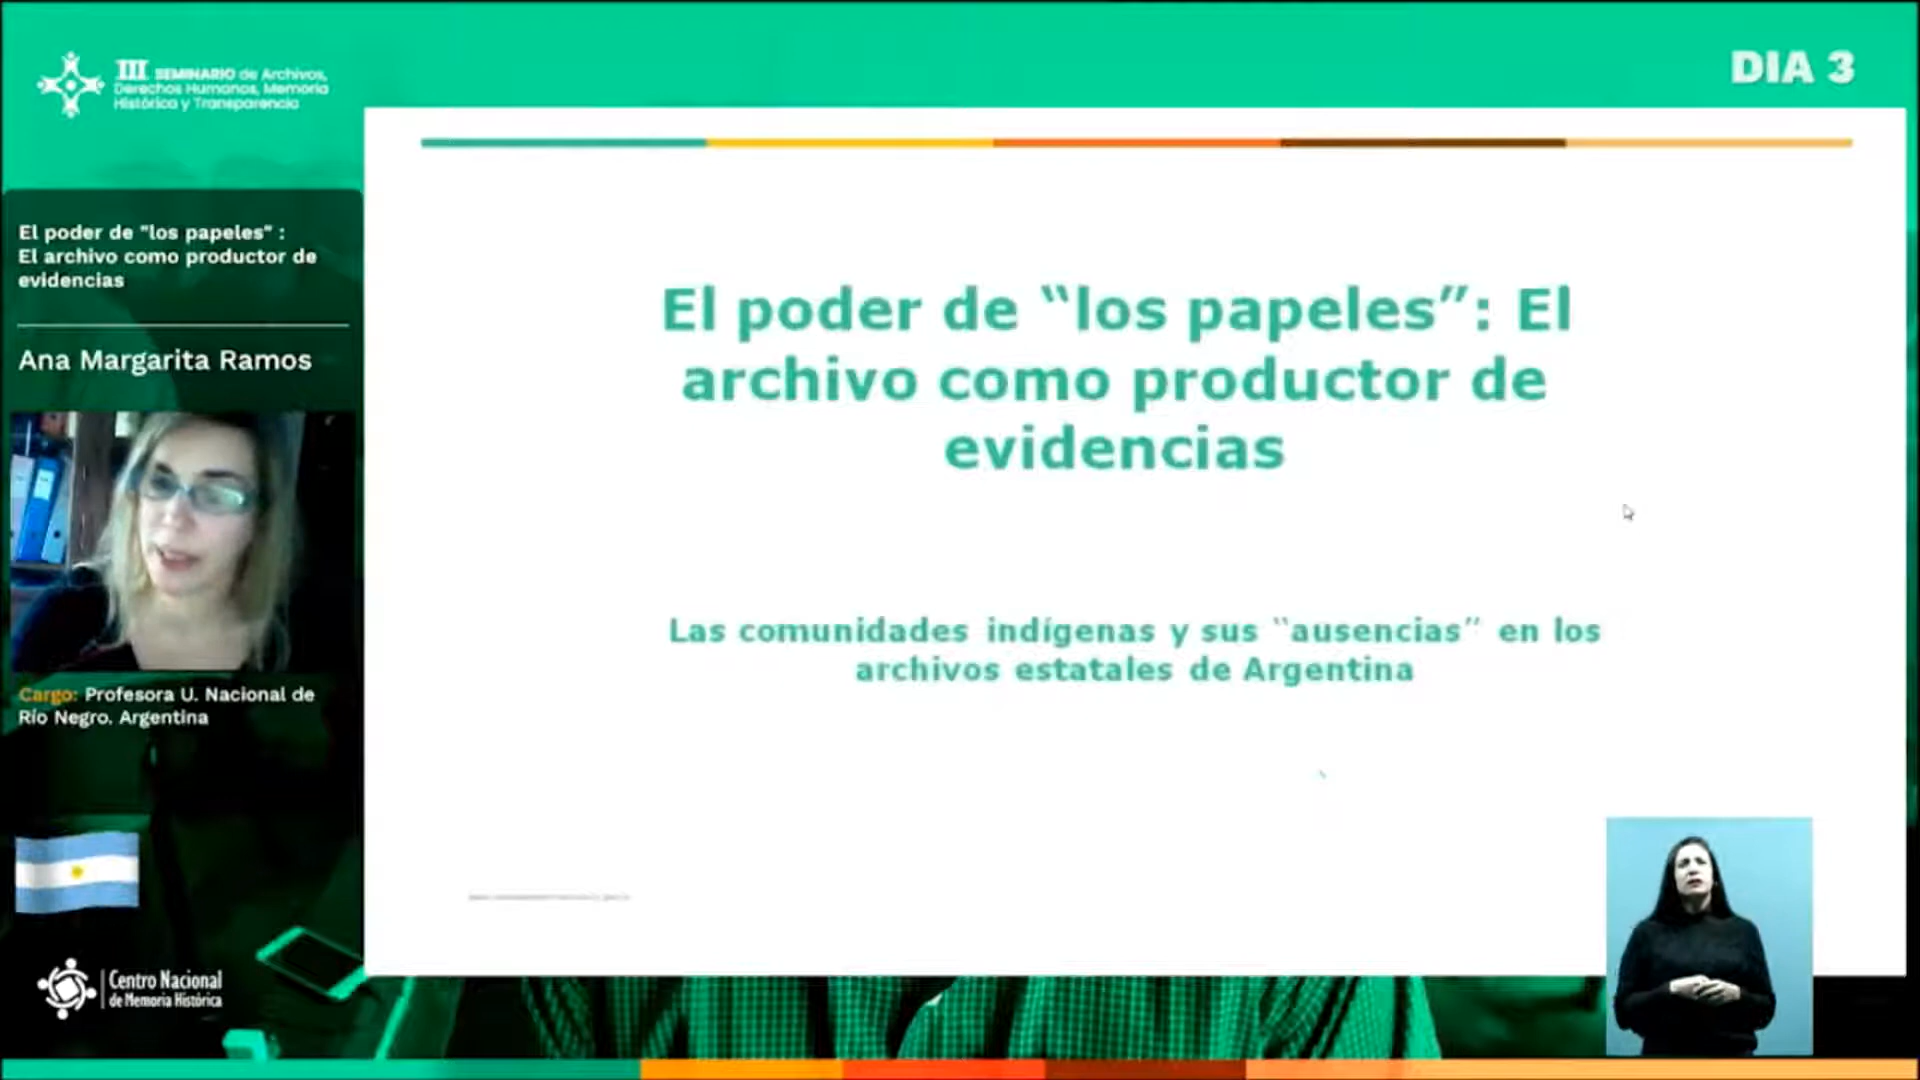 III SEMINARIO de Archivos,
Derechos Humanos, Memoria
Histórica y Transparencia
DIA 3
El poder de "los papeles" :
El archivo como productor de
evidencias
Ana Margarita Ramos
Cargo: Profesora U. Nacional de
Río Negro. Argentina
Centro Nacional
de Memoria Histórica
El poder de “los papeles”: El
archivo como productor de
evidencias
Las comunidades indígenas y sus “ausencias” en los
archivos estatales de Argentina